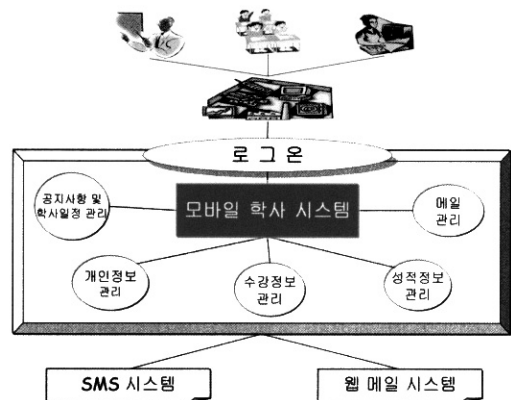 로그온
모바일 학사 시스템
공지사항 및
학사일정 관리
메일
관리
개인정보
관리
수강정보
관리
성적정보
관리
SMS 시스템
웹 메일 시스템